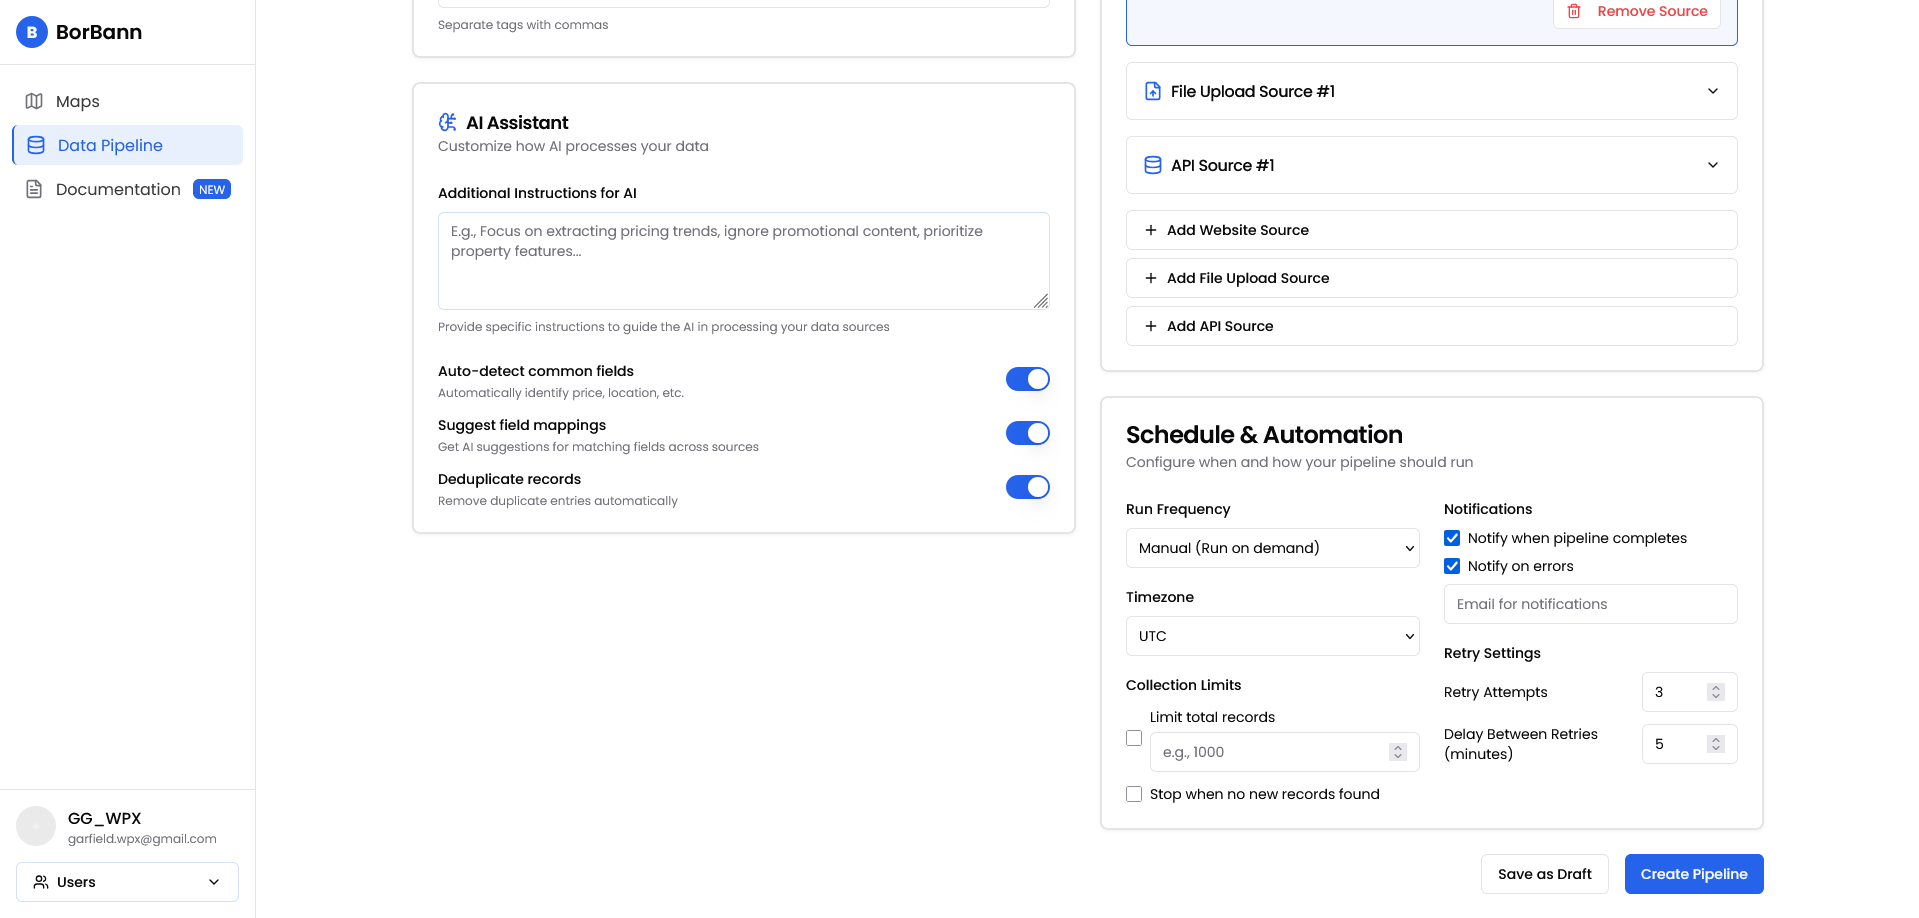 B BorBann
Maps
Data Pipeline
Documentation NEW
GG_WPX
garfield.wpx@gmail.com
Users
Separate tags with commas
AI Assistant
Customize how AI processes your data
Additional Instructions for AI
E.g., Focus on extracting pricing trends, ignore promotional content, prioritize
property features...
Provide specific instructions to guide the AI in processing your data sources
Auto-detect common fields
Automatically identify price, location, etc.
Suggest field mappings
Get AI suggestions for matching fields across sources
Deduplicate records
Remove duplicate entries automatically
Remove Source
File Upload Source #1
API Source #1
Add Website Source
Add File Upload Source
Add API Source
Schedule & Automation
Configure when and how your pipeline should run
Run Frequency
Manual (Run on demand)
Timezone
UTC
Collection Limits
Limit total records
e.g., 1000
Stop when no new records found
Notifications
Notify when pipeline completes
Notify on errors
Email for notifications
Retry Settings
Retry Attempts 3
Delay Between Retries
(minutes) 5
Save as Draft
Create Pipeline